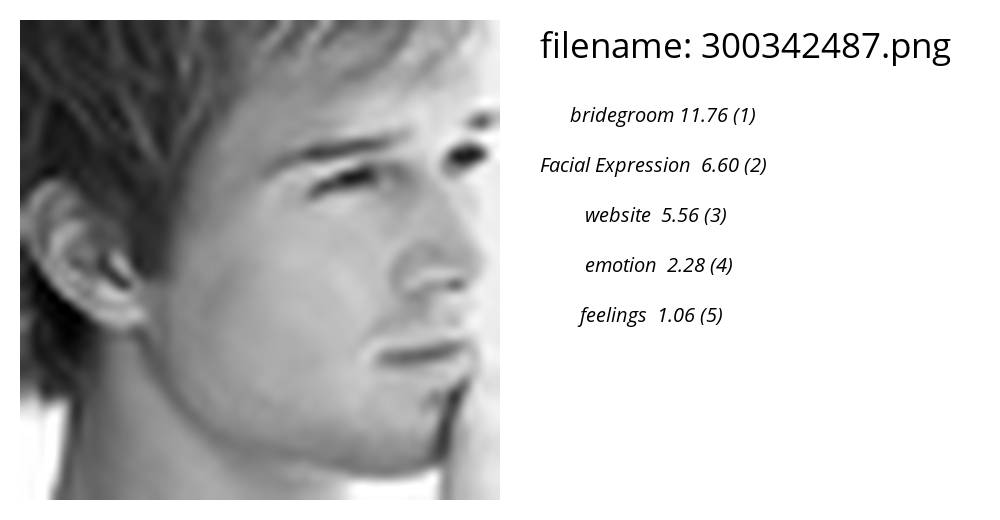 filename: 300342487.png
bridegroom 11.76 (1)
Facial Expression 6.60 (2)
website 5.56 (3)
emotion 2.28 (4)
feelings 1.06 (5)